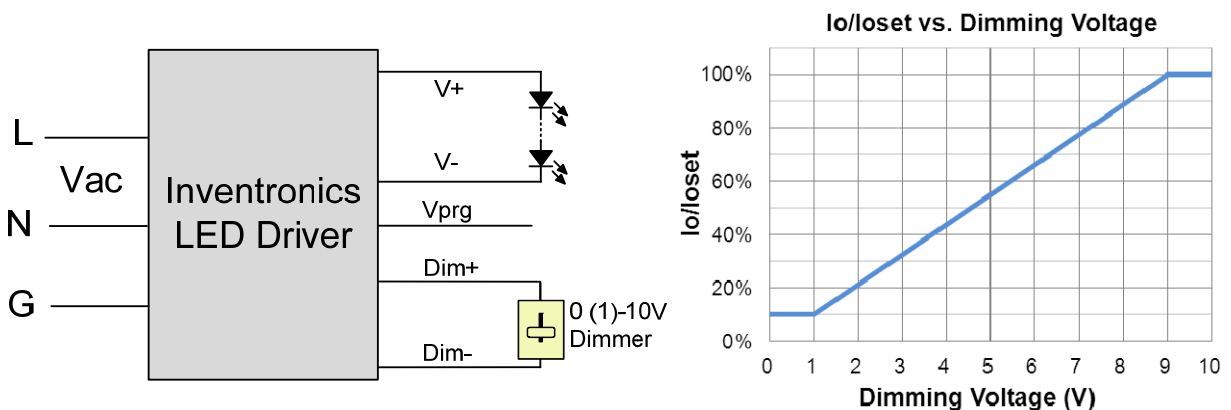 L
Vac
N
G
Inventronics
LED Driver
V+
V-
Vprg
Dim+
Dim-
0 (1)-10V
Dimmer
Io/Ioset vs. Dimming Voltage
Io/Ioset
100%
80%
60%
40%
20%
0%
0 1 2 3 4 5 6 7 8 9 10
Dimming Voltage (V)